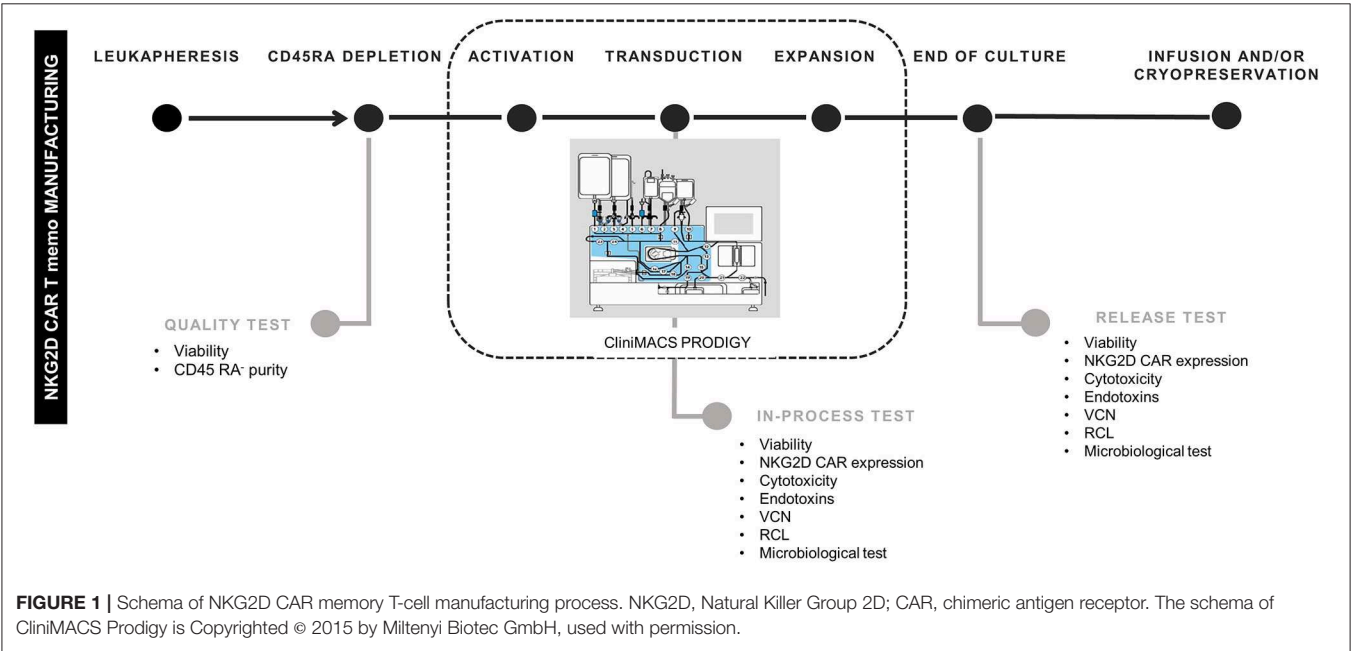 NKG2D CAR T memo MANUFACTURING
LEUKAPHERESIS
CD45RA DEPLETION
ACTIVATION
TRANSDUCTION
EXPANSION
END OF CULTURE
INFUSION AND/OR
CRYOPRESERVATION
CliniMACS PRODIGY
QUALITY TEST
• Viability
• CD45 RA- purity
IN-PROCESS TEST
• Viability
• NKG2D CAR expression
• Cytotoxicity
• Endotoxins
• VCN
• RCL
• Microbiological test
RELEASE TEST
• Viability
• NKG2D CAR expression
• Cytotoxicity
• Endotoxins
• VCN
• RCL
• Microbiological test
FIGURE 1 | Schema of NKG2D CAR memory T-cell manufacturing process. NKG2D, Natural Killer Group 2D; CAR, chimeric antigen receptor. The schema of
CliniMACS Prodigy is Copyrighted © 2015 by Miltenyi Biotec GmbH, used with permission.